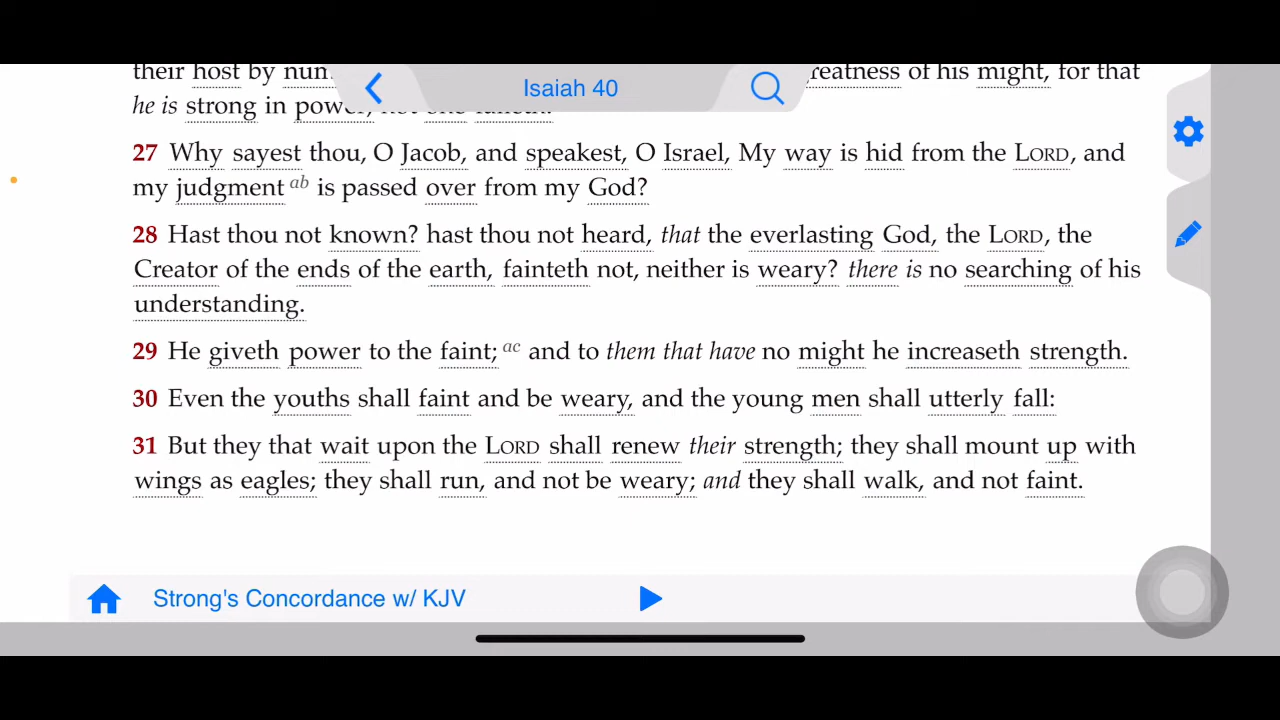 their host by
Isaiah 40
of his might, for that
he is strong in power,
27 Why sayest thou, O Jacob, and speakest, O Israel, My way is hid from the LORD, and
my judgment ab is passed over from my God?
28 Hast thou not known? hast thou not heard, that the everlasting God, the LORD, the
Creator of the ends of the earth, fainteth not, neither is weary? there is no searching of his
understanding.
29 He giveth power to the faint; ac and to them that have no might he increaseth strength.
30 Even the youths shall faint and be weary, and the young men shall utterly fall:
31 But they that wait upon the LORD shall renew their strength; they shall mount up with
wings as eagles; they shall run, and not be weary; and they shall walk, and not faint.
Strong's Concordance w/ KJV